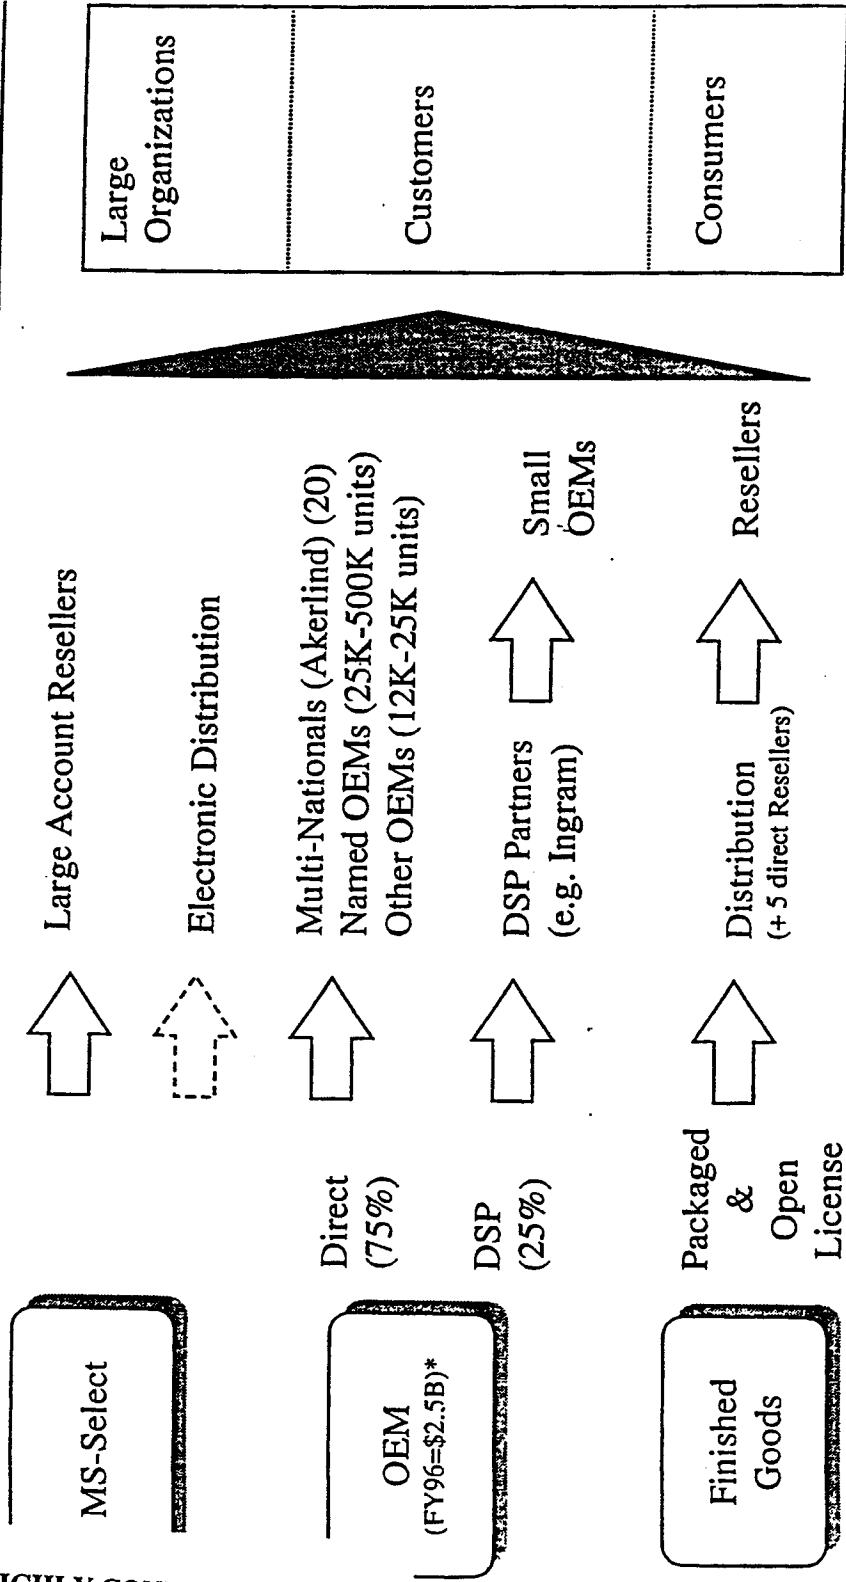 MS-Select
Large Account Resellers
Electronic Distribution
OEM
(FY96=$2.5B)*
Direct
(75%)
Multi-Nationals (Akerlind) (20)
Named OEMs (25K-500K units)
Other OEMs (12K-25K units)
DSP
(25%)
DSP Partners
(e.g. Ingram)
Small
OEMs
Finished
Goods
Packaged
&
Open
License
Distribution
(+ 5 direct Resellers)
Resellers
Large
Organizations
Customers
Consumers